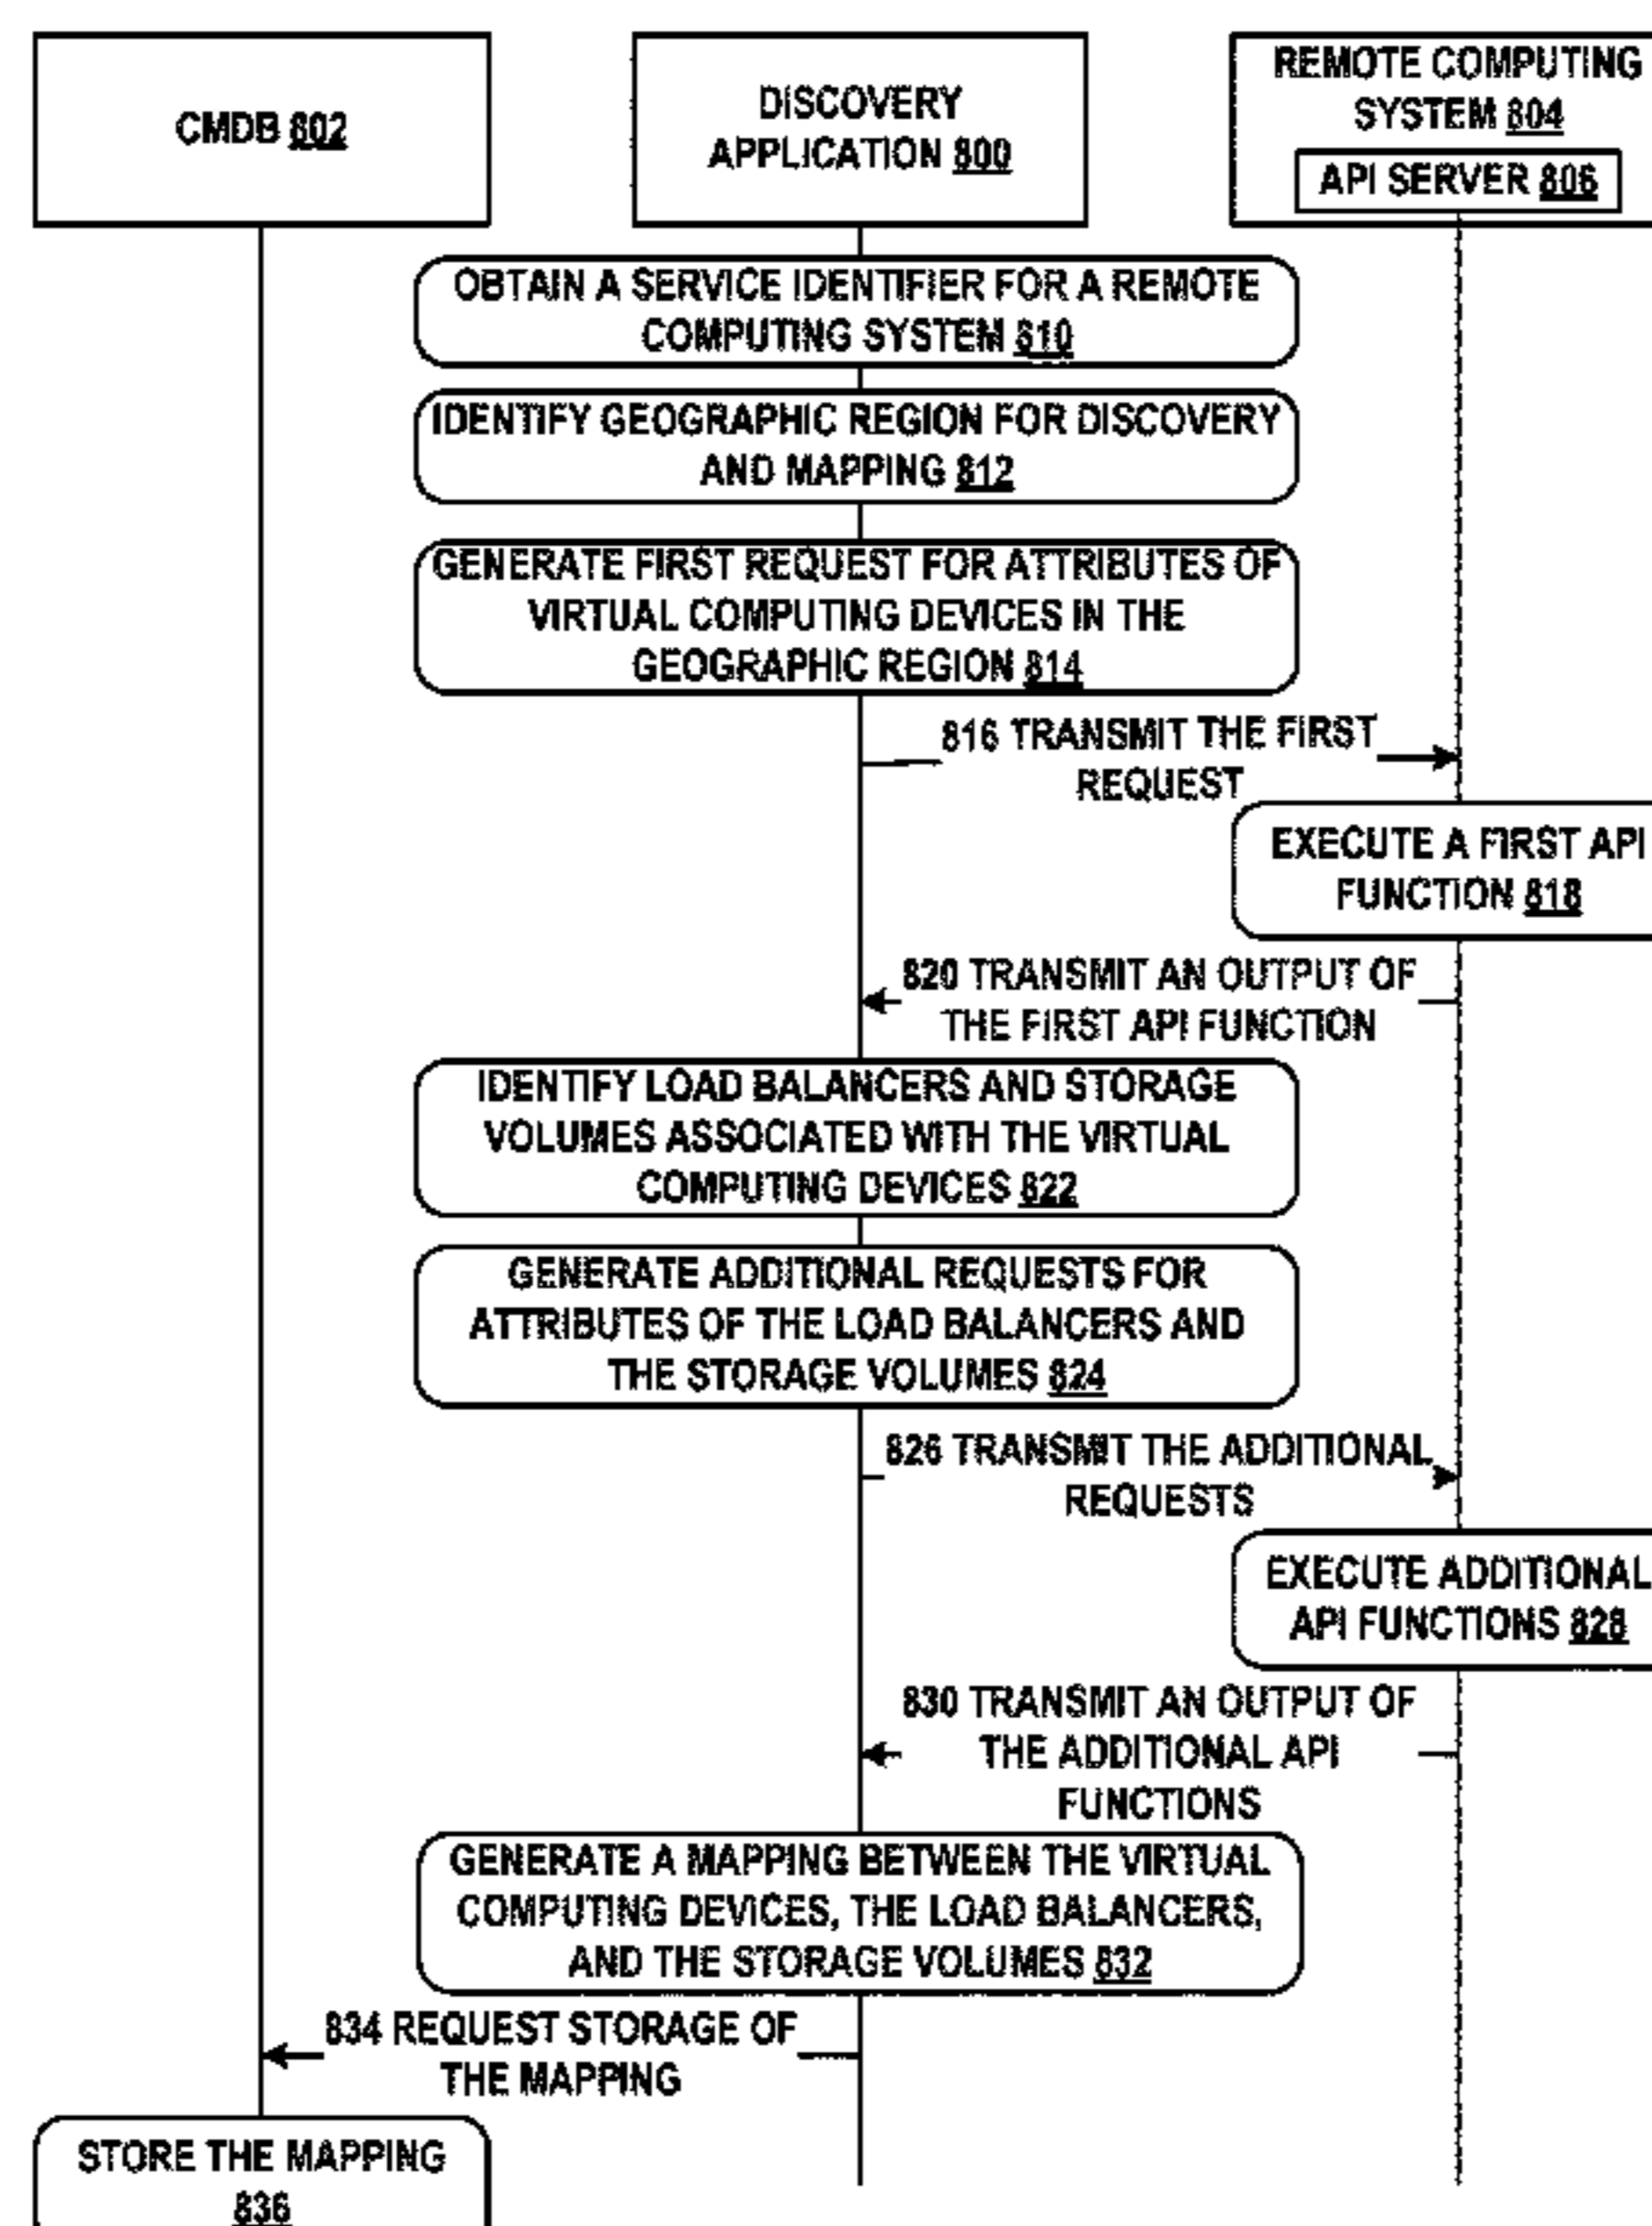 CMDB 802
DISCOVERY
APPLICATION 800
REMOTE COMPUTING
SYSTEM 804
API SERVER 806
OBTAIN A SERVICE IDENTIFIER FOR A REMOTE
COMPUTING SYSTEM 810
IDENTIFY GEOGRAPHIC REGION FOR DISCOVERY
AND MAPPING 812
GENERATE FIRST REQUEST FOR ATTRIBUTES OF
VIRTUAL COMPUTING DEVICES IN THE
GEOGRAPHIC REGION 814
816 TRANSMIT THE FIRST
REQUEST
EXECUTE A FIRST API
FUNCTION 818
820 TRANSMIT AN OUTPUT OF
THE FIRST API FUNCTION
IDENTIFY LOAD BALANCERS AND STORAGE
VOLUMES ASSOCIATED WITH THE VIRTUAL
COMPUTING DEVICES 822
GENERATE ADDITIONAL REQUESTS FOR
ATTRIBUTES OF THE LOAD BALANCERS AND
THE STORAGE VOLUMES 824
826 TRANSMIT THE ADDITIONAL
REQUESTS
EXECUTE ADDITIONAL
API FUNCTIONS 828
830 TRANSMIT AN OUTPUT OF
THE ADDITIONAL API
FUNCTIONS
GENERATE A MAPPING BETWEEN THE VIRTUAL
COMPUTING DEVICES, THE LOAD BALANCERS,
AND THE STORAGE VOLUMES 832
834 REQUEST STORAGE OF
THE MAPPING
STORE THE MAPPING
836